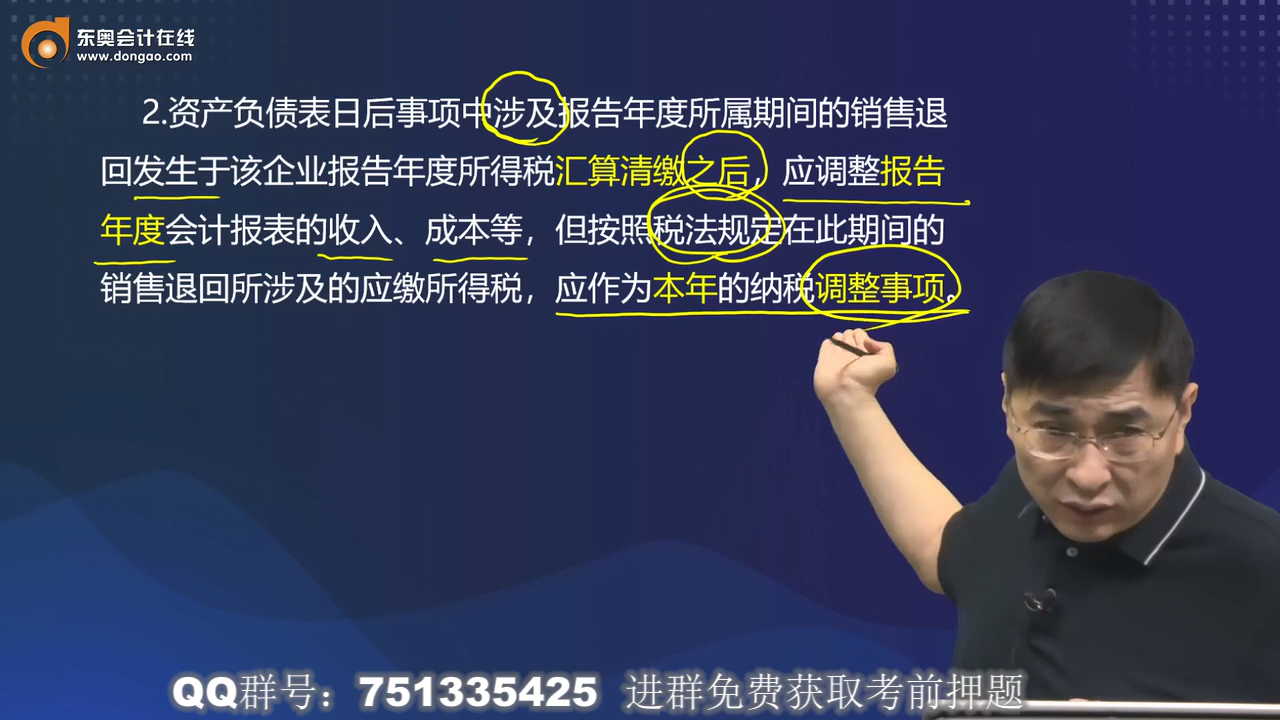 东奥会计在线
www.dongao.com
2.资产负债表日后事项中涉及报告年度所属期间的销售退
回发生于该企业报告年度所得税汇算清缴之后，应调整报告
年度会计报表的收入、成本等，但按照税法规定在此期间的
销售退回所涉及的应缴所得税，应作为本年的纳税调整事项。
QQ群号：751335425 进群免费获取考前押题